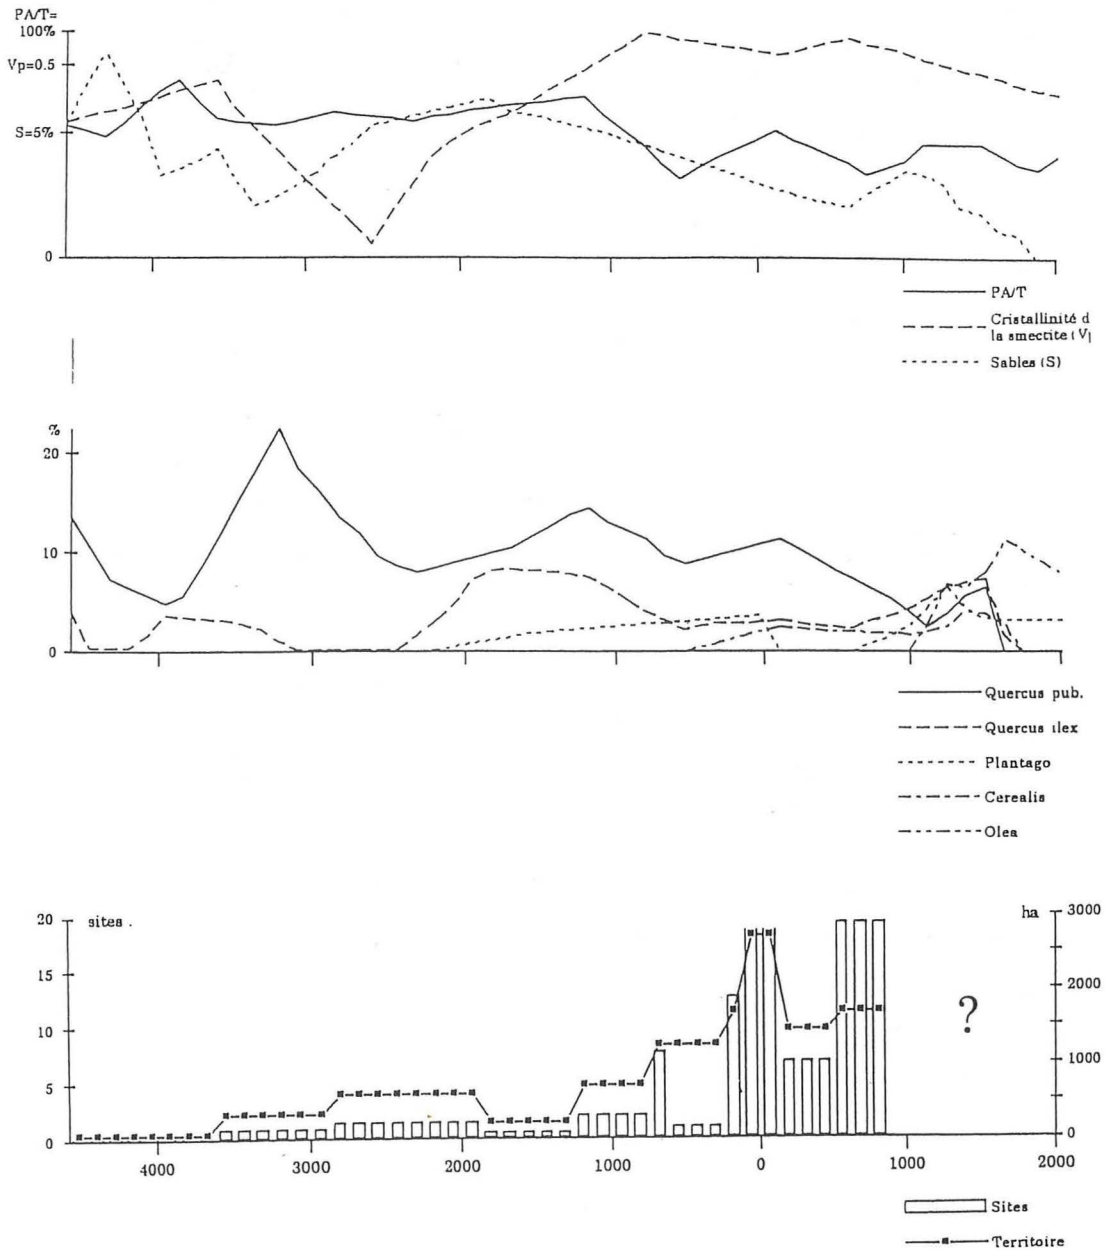 PA/T=
100%
Vp=0.5
S=5%
0
PA/T
Cristallinité d
la smectite (V
Sables (S)
%
20
10
0
Quercus pub.
Quercus ilex
Plantago
Cerealis
Olea
20 sites . ha 3000
15
2000
10
?
1000
5
0 0
4000 3000 2000 1000 0 1000 2000
Sites
Territoire